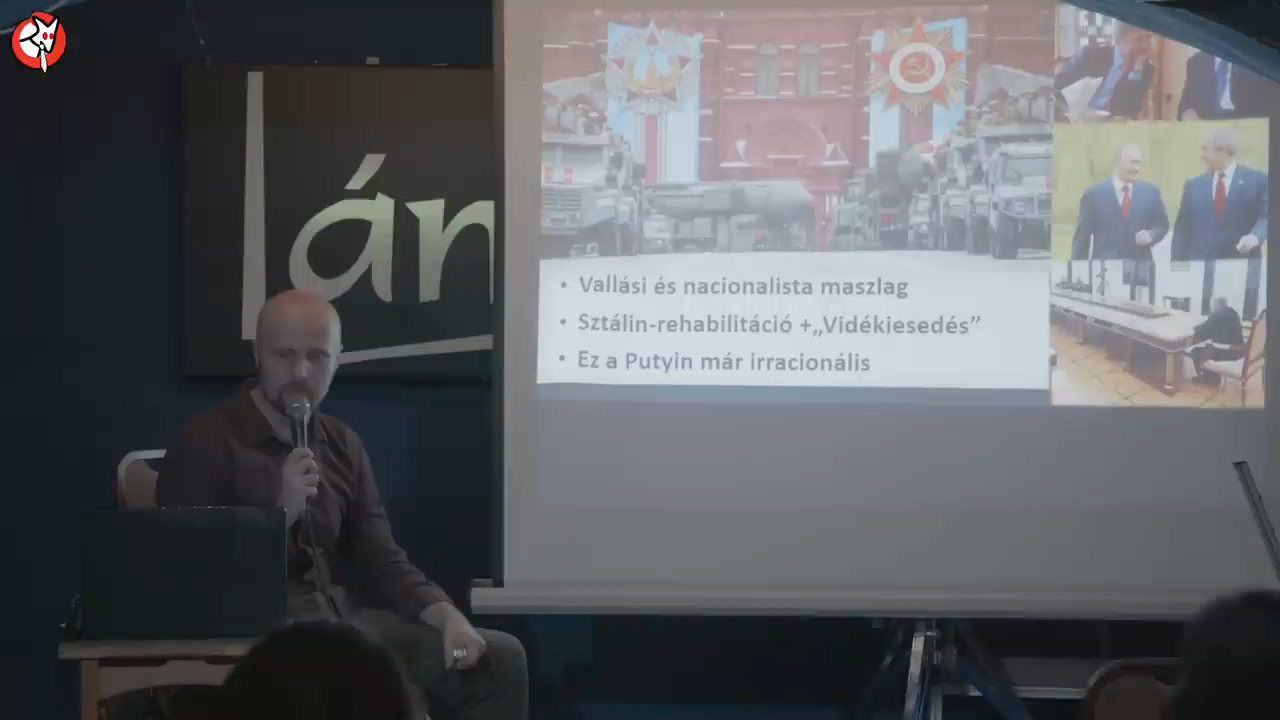 án
• Vallási és nacionalista maszlag
• Sztálin-rehabilitáció +„Vidékiesedés”
• Ez a Putyin már irracionális